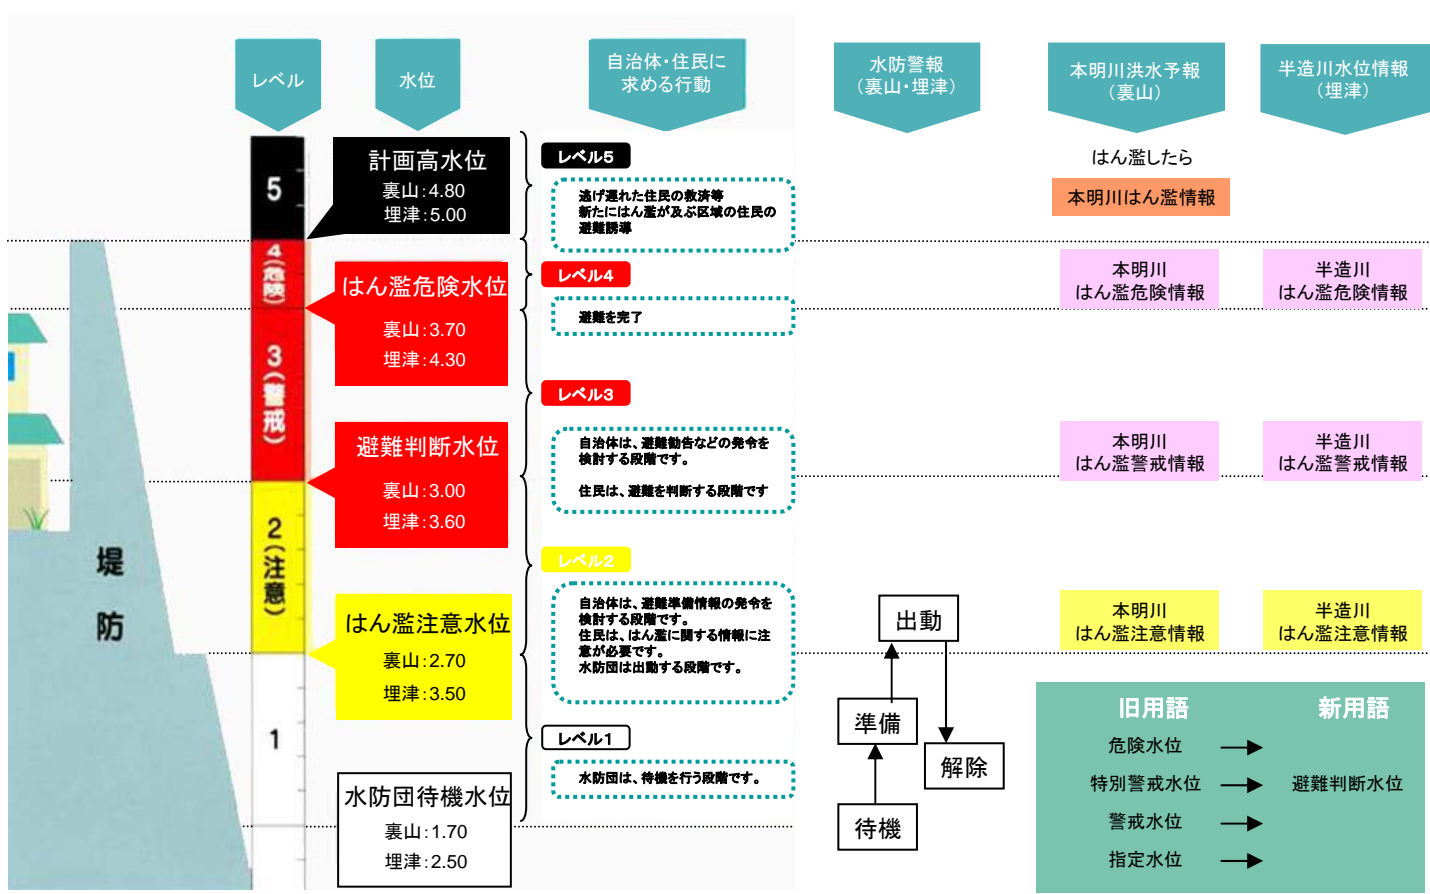 レベル
水位
自治体・住民に
求める行動
水防警報
（裏山・埋津）
本明川洪水予報
（裏山）
半造川水位情報
（埋津）
5
4（危険）
3（警戒）
2（注意）
1
堤防
計画高水位
裏山：4.80
埋津：5.00
はん濫危険水位
裏山：3.70
埋津：4.30
避難判断水位
裏山：3.00
埋津：3.60
はん濫注意水位
裏山：2.70
埋津：3.50
水防団待機水位
裏山：1.70
埋津：2.50
レベル5
逃げ遅れた住民の救済等
新たにはん濫が及ぶ区域の住民の
避難誘導
レベル4
避難を完了
レベル3
自治体は、避難勧告などの発令を
検討する段階です。
住民は、避難を判断する段階です
レベル2
自治体は、避難準備情報の発令を
検討する段階です。
住民は、はん濫に関する情報に注
意が必要です。
水防団は出動する段階です。
レベル1
水防団は、待機を行う段階です。
出動
準備
解除
待機
はん濫したら
本明川はん濫情報
本明川
はん濫危険情報
半造川
はん濫危険情報
本明川
はん濫警戒情報
半造川
はん濫警戒情報
本明川
はん濫注意情報
半造川
はん濫注意情報
旧用語
新用語
危険水位
特別警戒水位
避難判断水位
警戒水位
指定水位